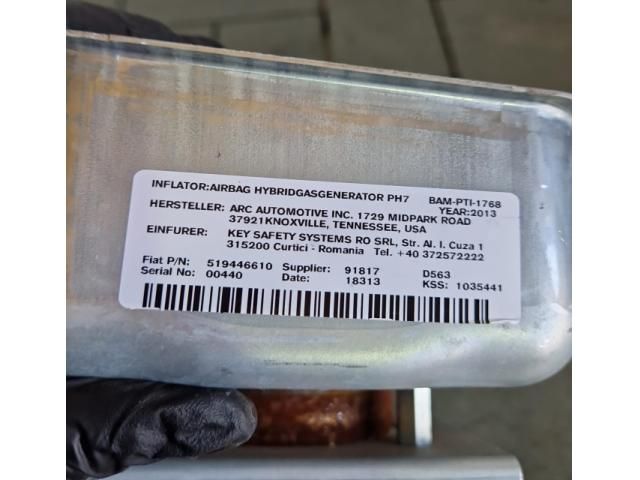 INFLATOR:AIRBAG HYBRIDGASGENERATOR PH7 BAM-PTI-1768
YEAR:2013
HERSTELLER: ARC AUTOMOTIVE INC. 1729 MIDPARK ROAD
37921KNOXVILLE, TENNESSEE, USA
EINFURER: KEY SAFETY SYSTEMS RO SRL, Str. Al. I. Cuza 1
315200 Curtici - Romania Tel. +40 372572222
Fiat P/N: 519446610 Supplier: 91817 D563
Serial No: 00440 Date: 18313 KSS: 1035441